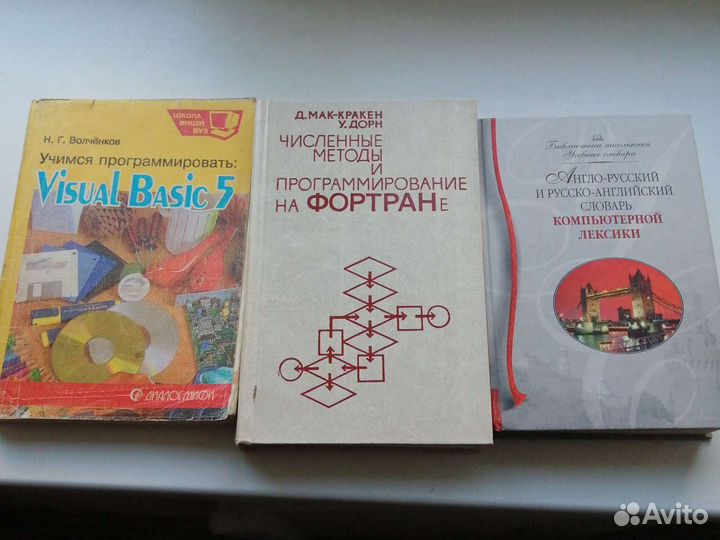 ШКОЛА
ЛИЦЕЙ
ВУЗ
Н. Г. Волчёнков
Учимся программировать:
VISUAL BASIC 5
ДИАЛОГ-МИФИ
Д. МАК-КРАКЕН
У. ДОРН
ЧИСЛЕННЫЕ
МЕТОДЫ
И
ПРОГРАММИРОВАНИЕ
НА ФОРТРАНЕ
Библиотека школьника
Учебные словари
АНГЛО-РУССКИЙ
И РУССКО-АНГЛИЙСКИЙ
СЛОВАРЬ
КОМПЬЮТЕРНОЙ
ЛЕКСИКИ
Avito